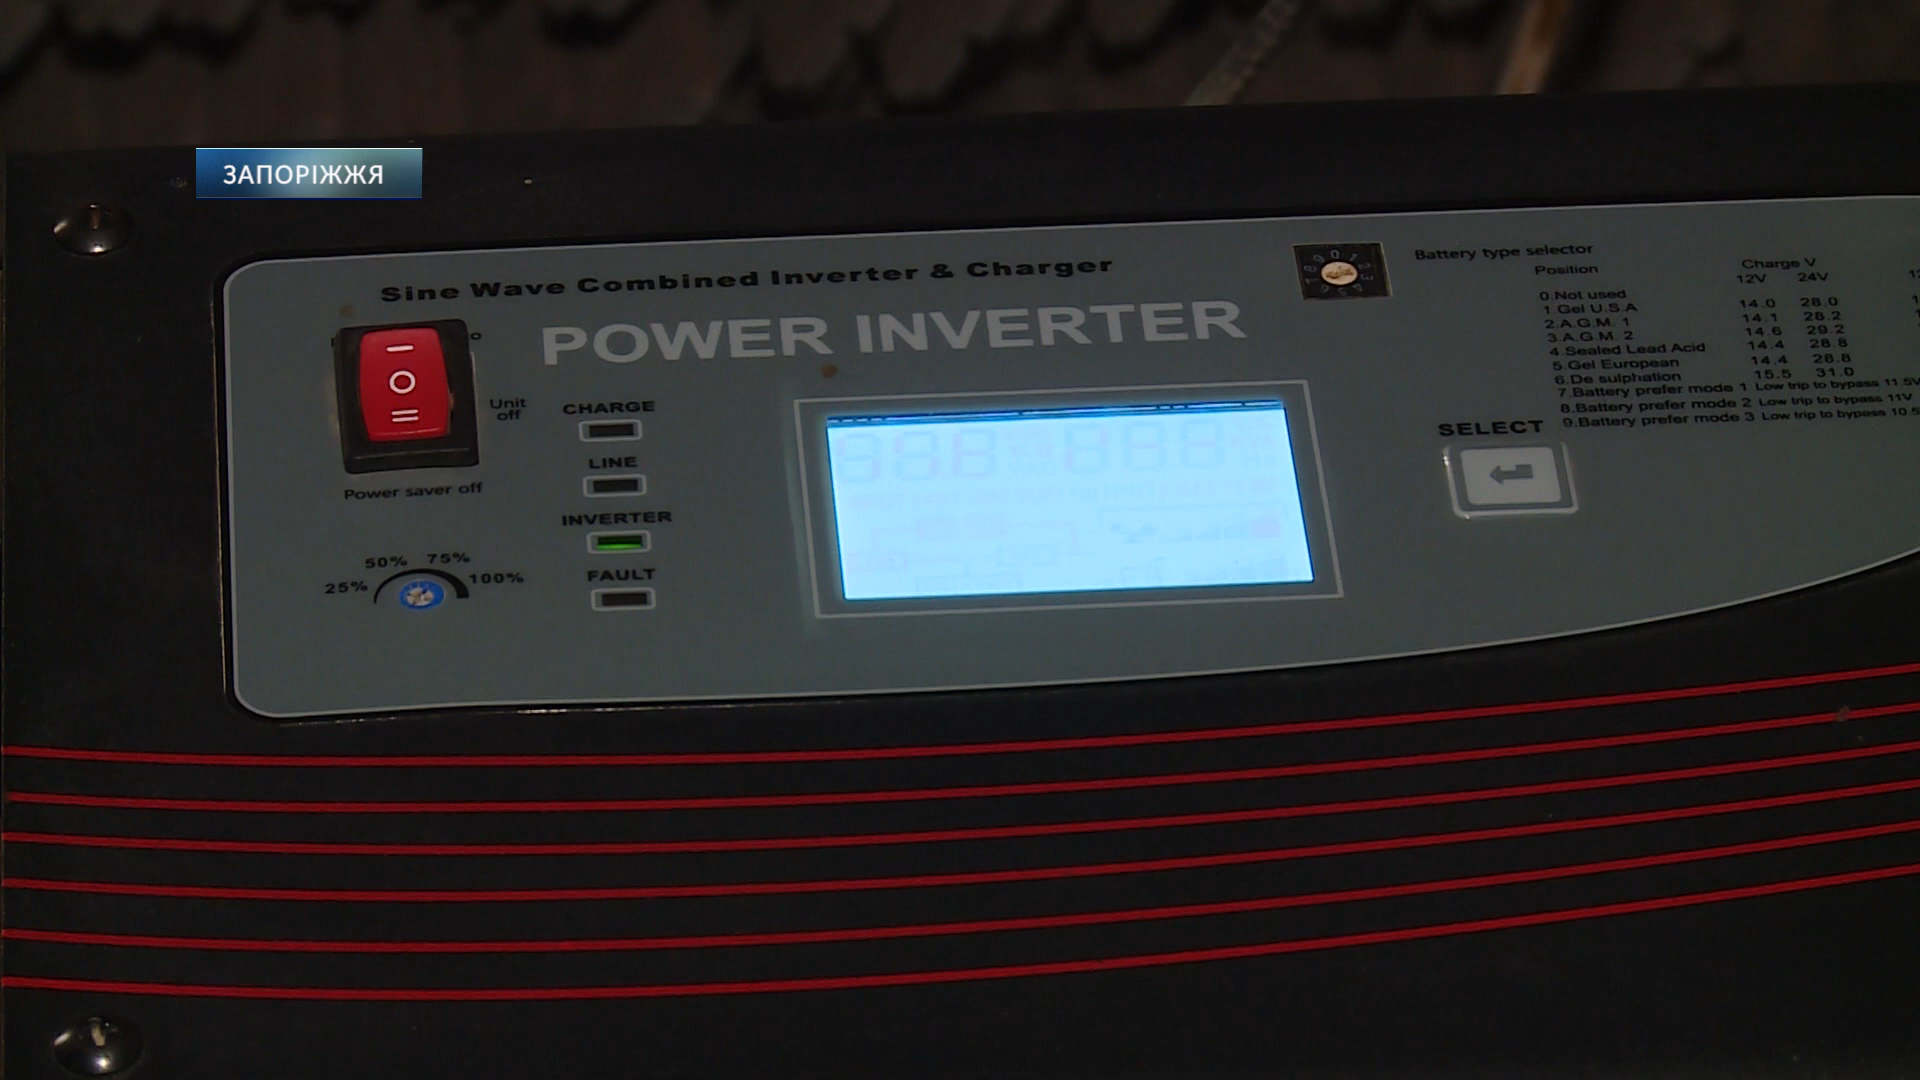 ЗАПОРІЖЖЯ
Sine Wave Combined Inverter & Charger
POWER INVERTER
Unit
off
Power saver off
25% 50% 75% 100%
CHARGE
LINE
INVERTER
FAULT
Battery type selector
Position Charge V
12V 24V
0.Not used
1.Gel U.S.A 14.0 28.0
2.A.G.M. 1 14.1 28.2
3.A.G.M. 2 14.6 29.2
4.Sealed Lead Acid 14.4 28.8
5.Gel European 14.4 28.8
6.De sulphation 15.5 31.0
7.Battery prefer mode 1 Low trip to bypass 11.5V
8.Battery prefer mode 2 Low trip to bypass 11V
9.Battery prefer mode 3 Low trip to bypass 10.5
SELECT